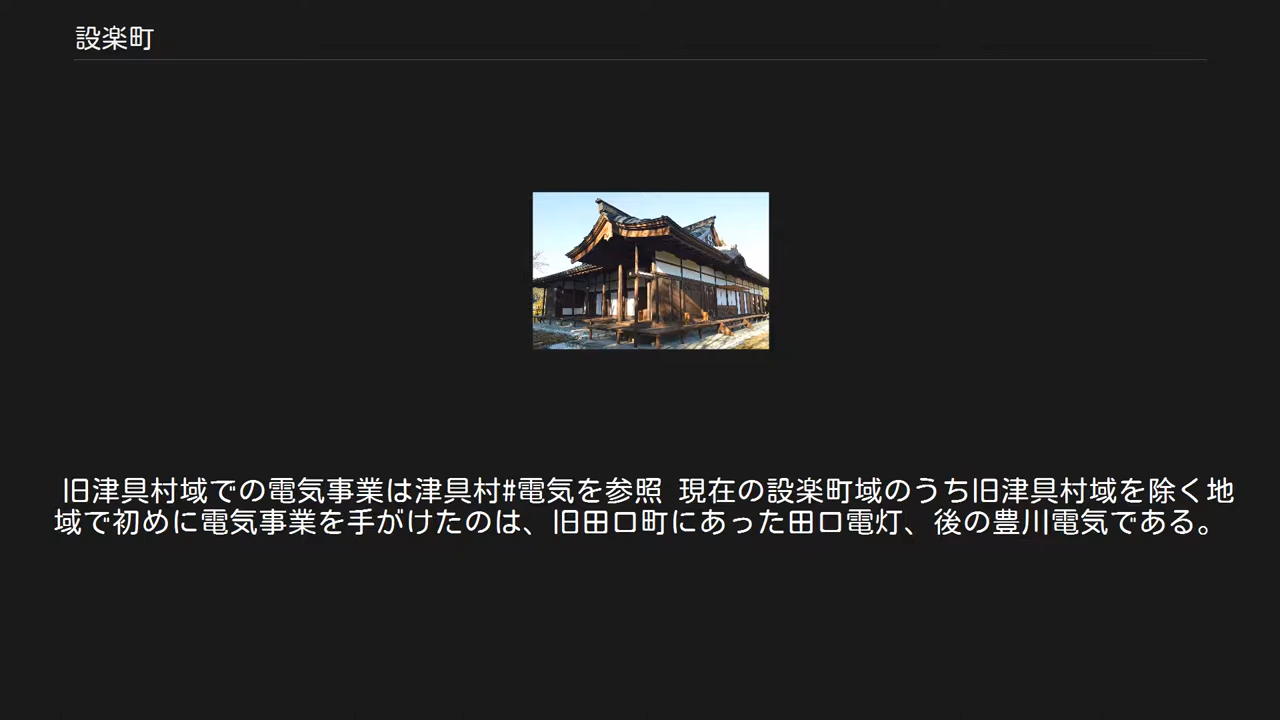 設楽町
旧津具村域での電気事業は津具村#電気を参照 現在の設楽町域のうち旧津具村域を除く地
域で初めに電気事業を手がけたのは、旧田口町にあった田口電灯、後の豊川電気である。